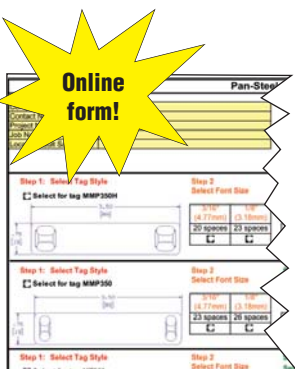 Online
form!
Pan-Steel
Contact N
Project N
Job N
Loca
Step 1: Select Tag Style
Step 2
Select Font Size
Select for tag MMP350H
3/16" 1/8"
(4.77mm) (3.18mm)
20 spaces 23 spaces
Step 1: Select Tag Style
Step 2
Select Font Size
Select for tag MMP350
3/16" 1/8"
(4.77mm) (3.18mm)
23 spaces 26 spaces
Step 1: Select Tag Style
Step 2
Select Font Size